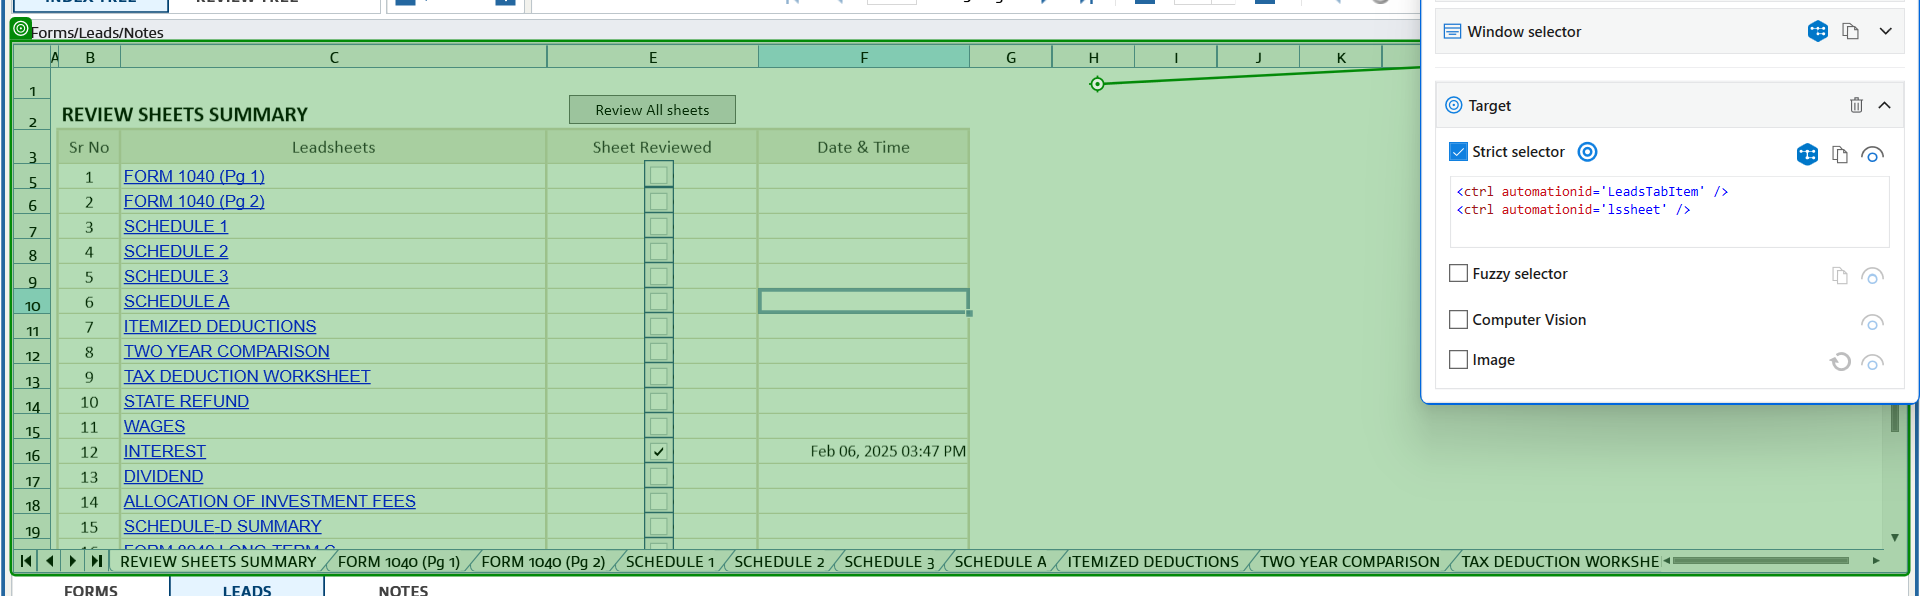 INDEX TREE REVIEW TREE
Forms/Leads/Notes
A B C E F G H I J K
1
2 REVIEW SHEETS SUMMARY Review All sheets
3 Sr No Leadsheets Sheet Reviewed Date & Time
5 1 FORM 1040 (Pg 1)
6 2 FORM 1040 (Pg 2)
7 3 SCHEDULE 1
8 4 SCHEDULE 2
9 5 SCHEDULE 3
10 6 SCHEDULE A
11 7 ITEMIZED DEDUCTIONS
12 8 TWO YEAR COMPARISON
13 9 TAX DEDUCTION WORKSHEET
14 10 STATE REFUND
15 11 WAGES
16 12 INTEREST Feb 06, 2025 03:47 PM
17 13 DIVIDEND
18 14 ALLOCATION OF INVESTMENT FEES
19 15 SCHEDULE-D SUMMARY
REVIEW SHEETS SUMMARY FORM 1040 (Pg 1) FORM 1040 (Pg 2) SCHEDULE 1 SCHEDULE 2 SCHEDULE 3 SCHEDULE A ITEMIZED DEDUCTIONS TWO YEAR COMPARISON TAX DEDUCTION WORKSHE
FORMS LEADS NOTES
Window selector
Target
Strict selector
<ctrl automationid='LeadsTabItem' />
<ctrl automationid='lssheet' />
Fuzzy selector
Computer Vision
Image